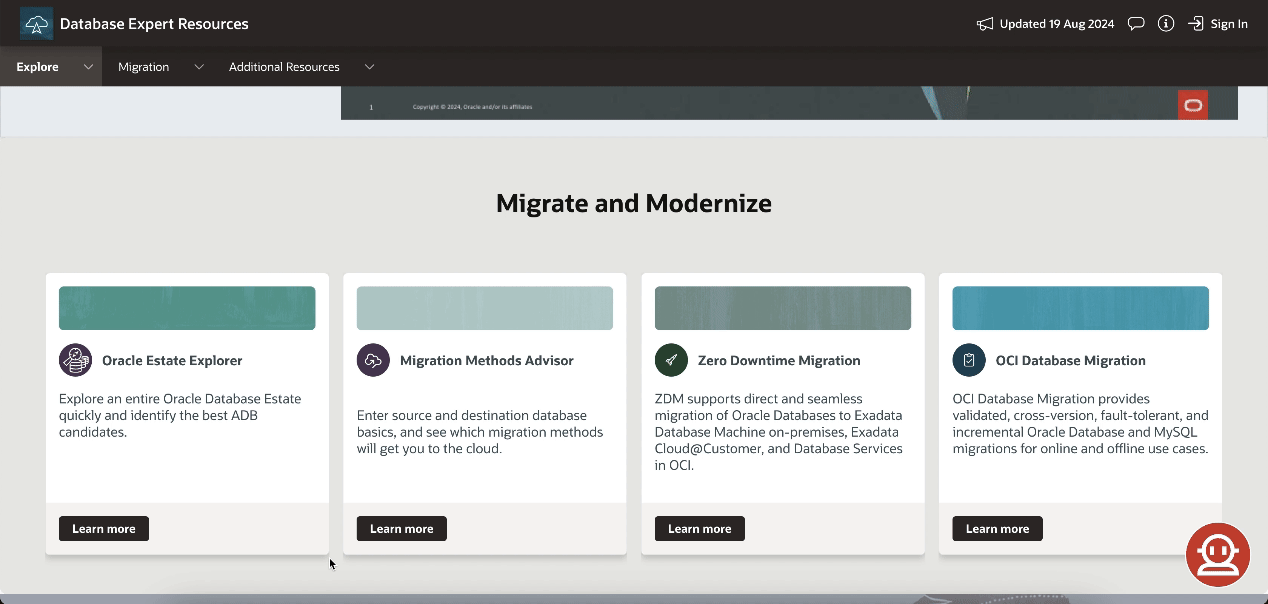 Database Expert Resources
Updated 19 Aug 2024
Sign In
Explore
Migration
Additional Resources
1
Copyright © 2024, Oracle and/or its affiliates
Migrate and Modernize
Oracle Estate Explorer
Explore an entire Oracle Database Estate
quickly and identify the best ADB
candidates.
Learn more
Migration Methods Advisor
Enter source and destination database
basics, and see which migration methods
will get you to the cloud.
Learn more
Zero Downtime Migration
ZDM supports direct and seamless
migration of Oracle Databases to Exadata
Database Machine on-premises, Exadata
Cloud@Customer, and Database Services
in OCI.
Learn more
OCI Database Migration
OCI Database Migration provides
validated, cross-version, fault-tolerant, and
incremental Oracle Database and MySQL
migrations for online and offline use cases.
Learn more